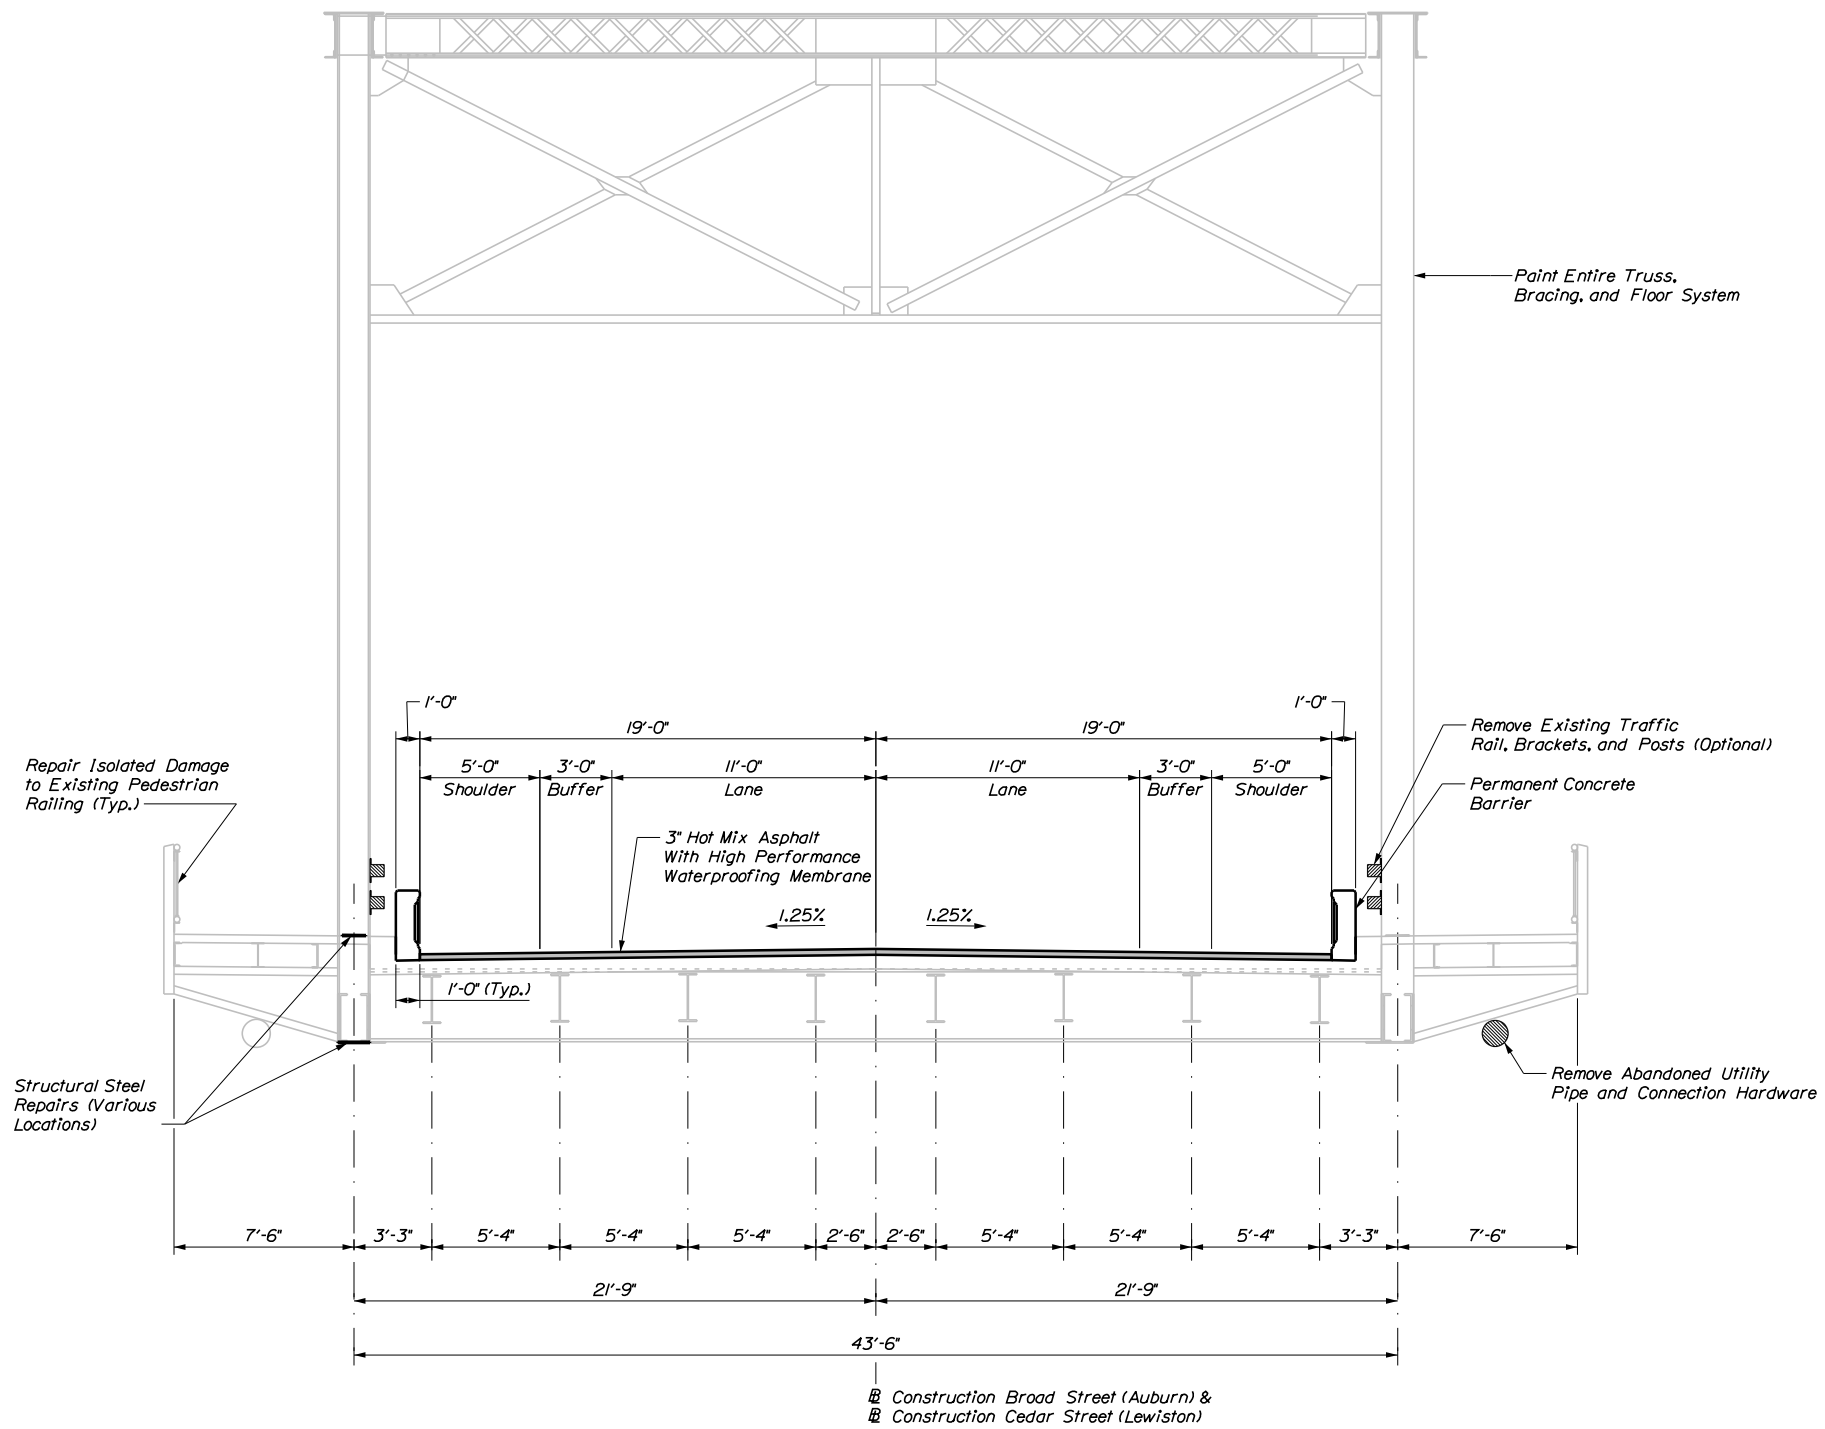 Paint Entire Truss,
Bracing, and Floor System
1'-0"
1'-0"
19'-0"
19'-0"
Remove Existing Traffic
Rail, Brackets, and Posts (Optional)
Repair Isolated Damage
to Existing Pedestrian
Railing (Typ.)
5'-0"
Shoulder
3'-0"
Buffer
11'-0"
Lane
11'-0"
Lane
3'-0"
Buffer
5'-0"
Shoulder
Permanent Concrete
Barrier
3" Hot Mix Asphalt
With High Performance
Waterproofing Membrane
1.25%
1.25%
1'-0" (Typ.)
Structural Steel
Repairs (Various
Locations)
Remove Abandoned Utility
Pipe and Connection Hardware
7'-6" 3'-3" 5'-4" 5'-4" 5'-4" 2'-6" 2'-6" 5'-4" 5'-4" 5'-4" 3'-3" 7'-6"
21'-9" 21'-9"
43'-6"
BL Construction Broad Street (Auburn) &
BL Construction Cedar Street (Lewiston)